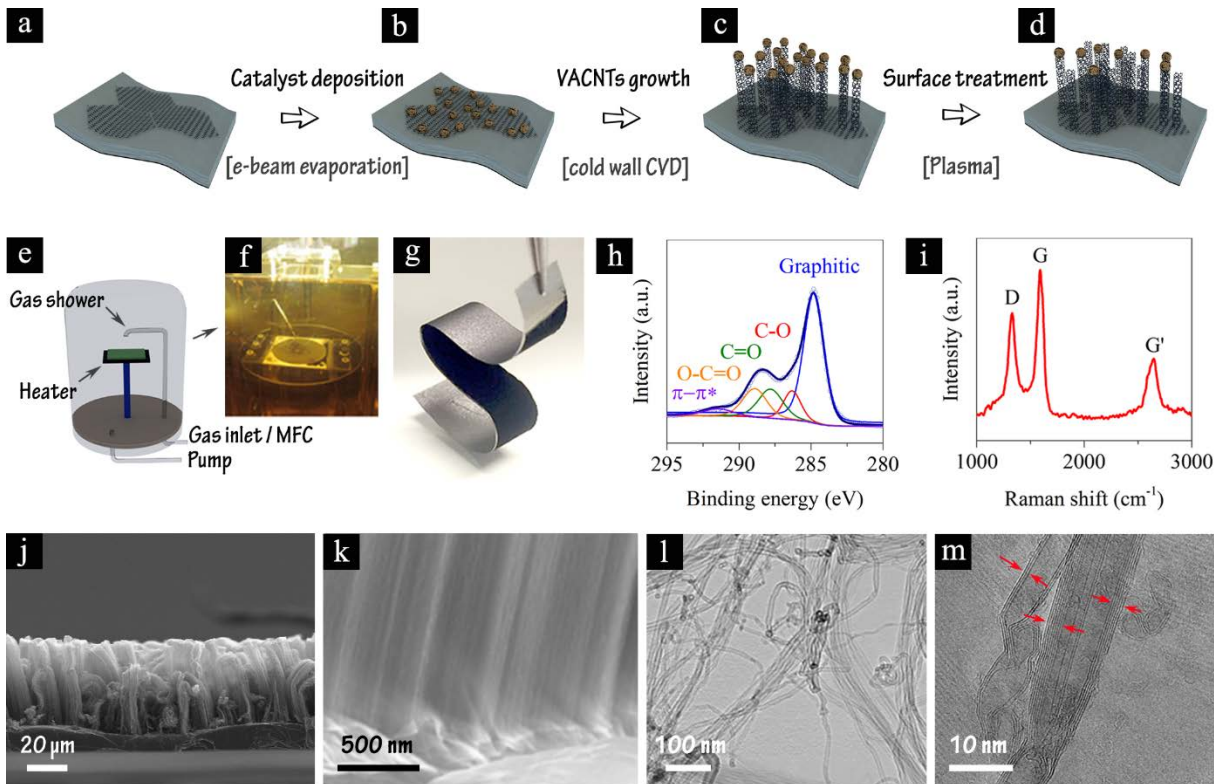 a
b
c
d
Catalyst deposition
[e-beam evaporation]
VACNTs growth
[cold wall CVD]
Surface treatment
[Plasma]
e
Gas shower
Heater
Gas inlet / MFC
Pump
f
g
h
Graphitic
C-O
C=O
O-C=O
π−π*
Intensity (a.u.)
295 290 285 280
Binding energy (eV)
i
G
D
G'
Intensity (a.u.)
1000 2000 3000
Raman shift (cm⁻¹)
j
20 µm
k
500 nm
l
100 nm
m
10 nm